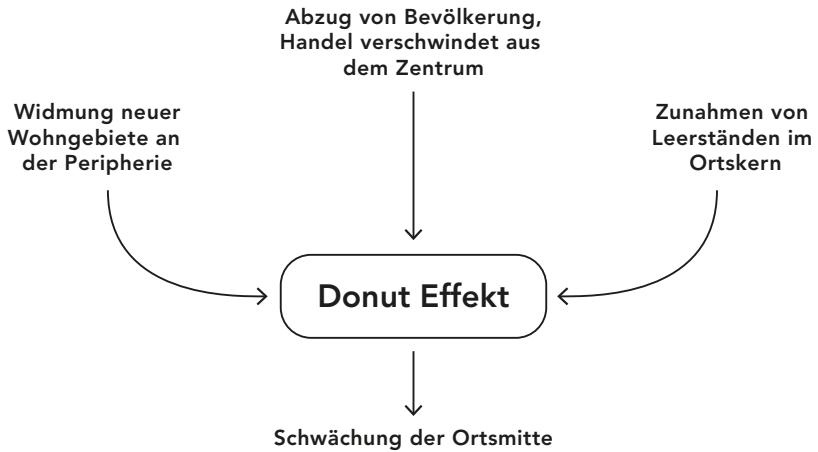 Abzug von Bevölkerung,
Handel verschwindet aus
dem Zentrum
Widmung neuer
Wohngebiete an
der Peripherie
Zunahmen von
Leerständen im
Ortskern
Donut Effekt
Schwächung der Ortsmitte